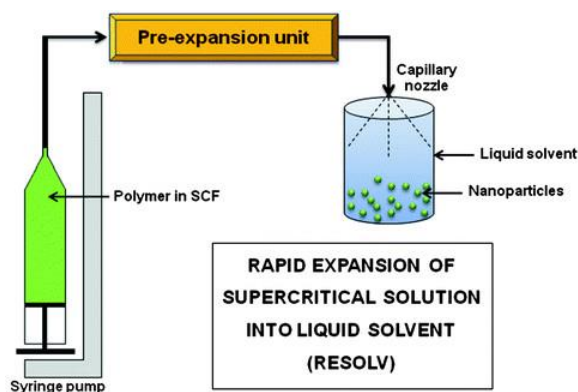 Pre-expansion unit
Capillary
nozzle
Liquid solvent
Polymer in SCF
Nanoparticles
RAPID EXPANSION OF
SUPERCRITICAL SOLUTION
INTO LIQUID SOLVENT
(RESOLV)
Syringe pump